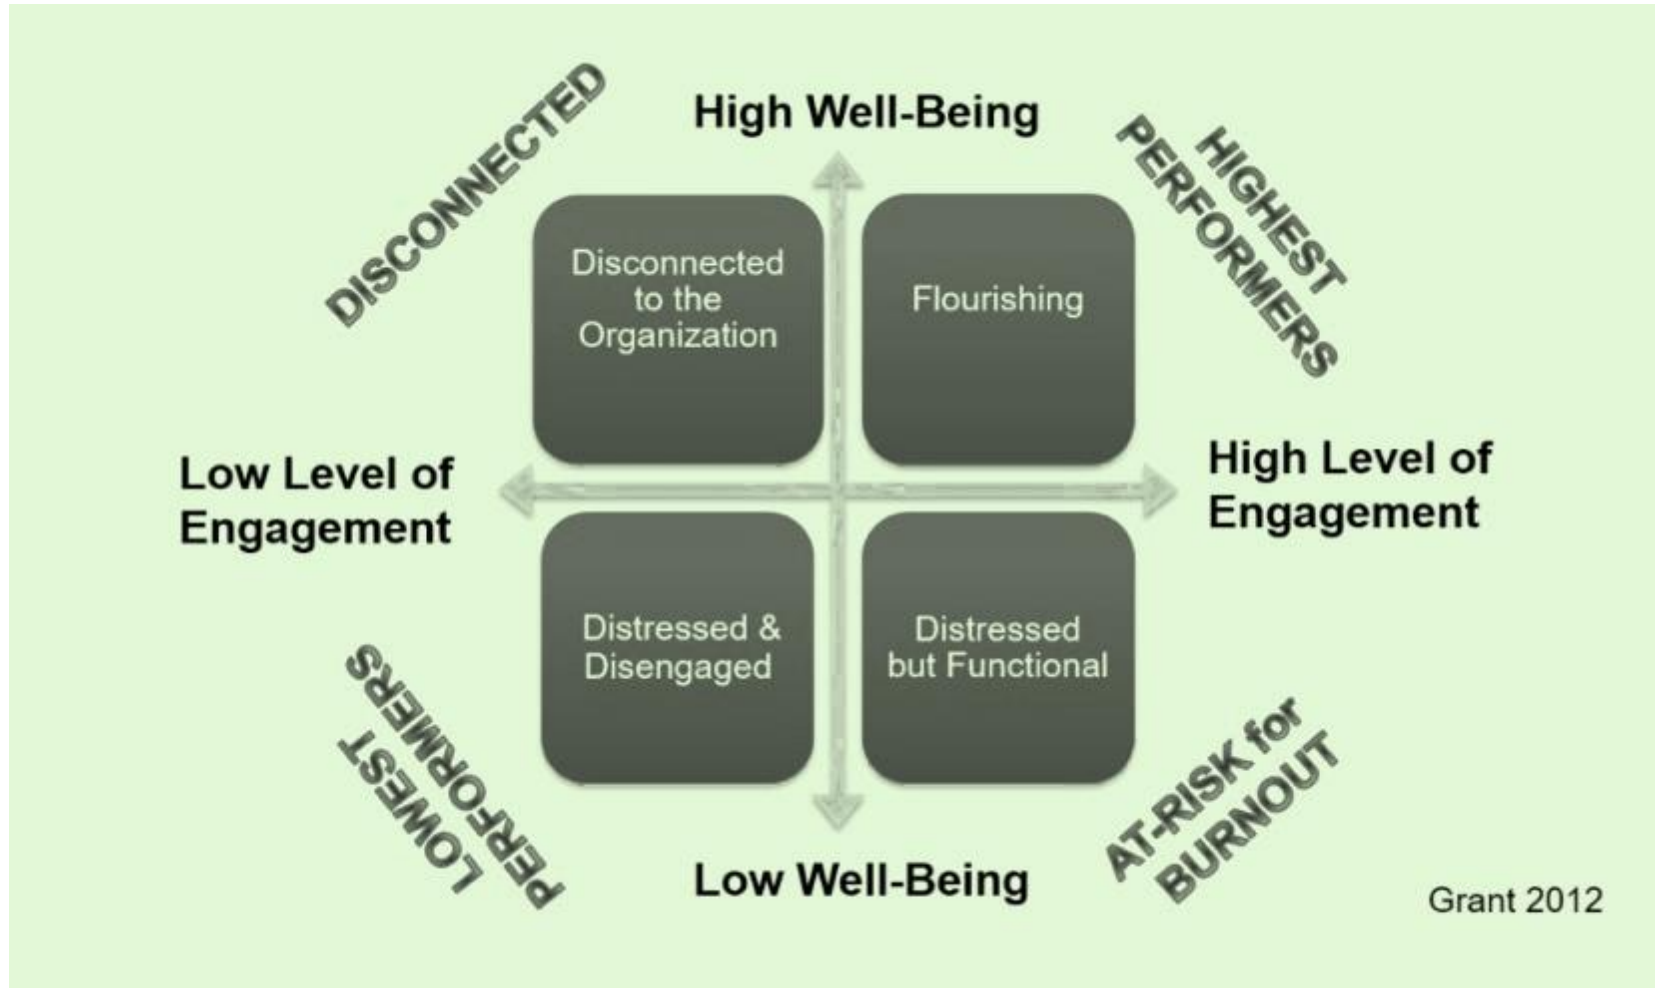 DISCONNECTED
High Well-Being
HIGHEST
PERFORMERS
Disconnected
to the
Organization
Flourishing
Low Level of
Engagement
High Level of
Engagement
Distressed &
Disengaged
Distressed
but Functional
LOWEST
PERFORMERS
Low Well-Being
AT-RISK for
BURNOUT
Grant 2012